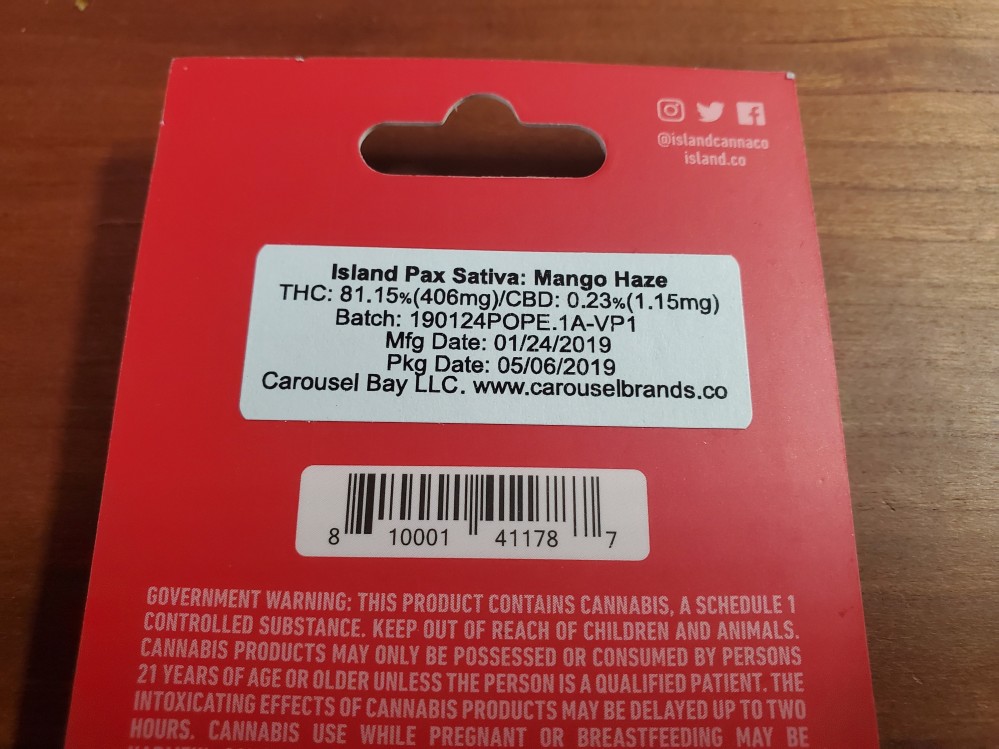 @islandcannaco
island.co
Island Pax Sativa: Mango Haze
THC: 81.15%(406mg)/CBD: 0.23%(1.15mg)
Batch: 190124POPE.1A-VP1
Mfg Date: 01/24/2019
Pkg Date: 05/06/2019
Carousel Bay LLC. www.carouselbrands.co
8 10001 41178 7
GOVERNMENT WARNING: THIS PRODUCT CONTAINS CANNABIS, A SCHEDULE 1
CONTROLLED SUBSTANCE. KEEP OUT OF REACH OF CHILDREN AND ANIMALS.
CANNABIS PRODUCTS MAY ONLY BE POSSESSED OR CONSUMED BY PERSONS
21 YEARS OF AGE OR OLDER UNLESS THE PERSON IS A QUALIFIED PATIENT. THE
INTOXICATING EFFECTS OF CANNABIS PRODUCTS MAY BE DELAYED UP TO TWO
HOURS. CANNABIS USE WHILE PREGNANT OR BREASTFEEDING MAY BE